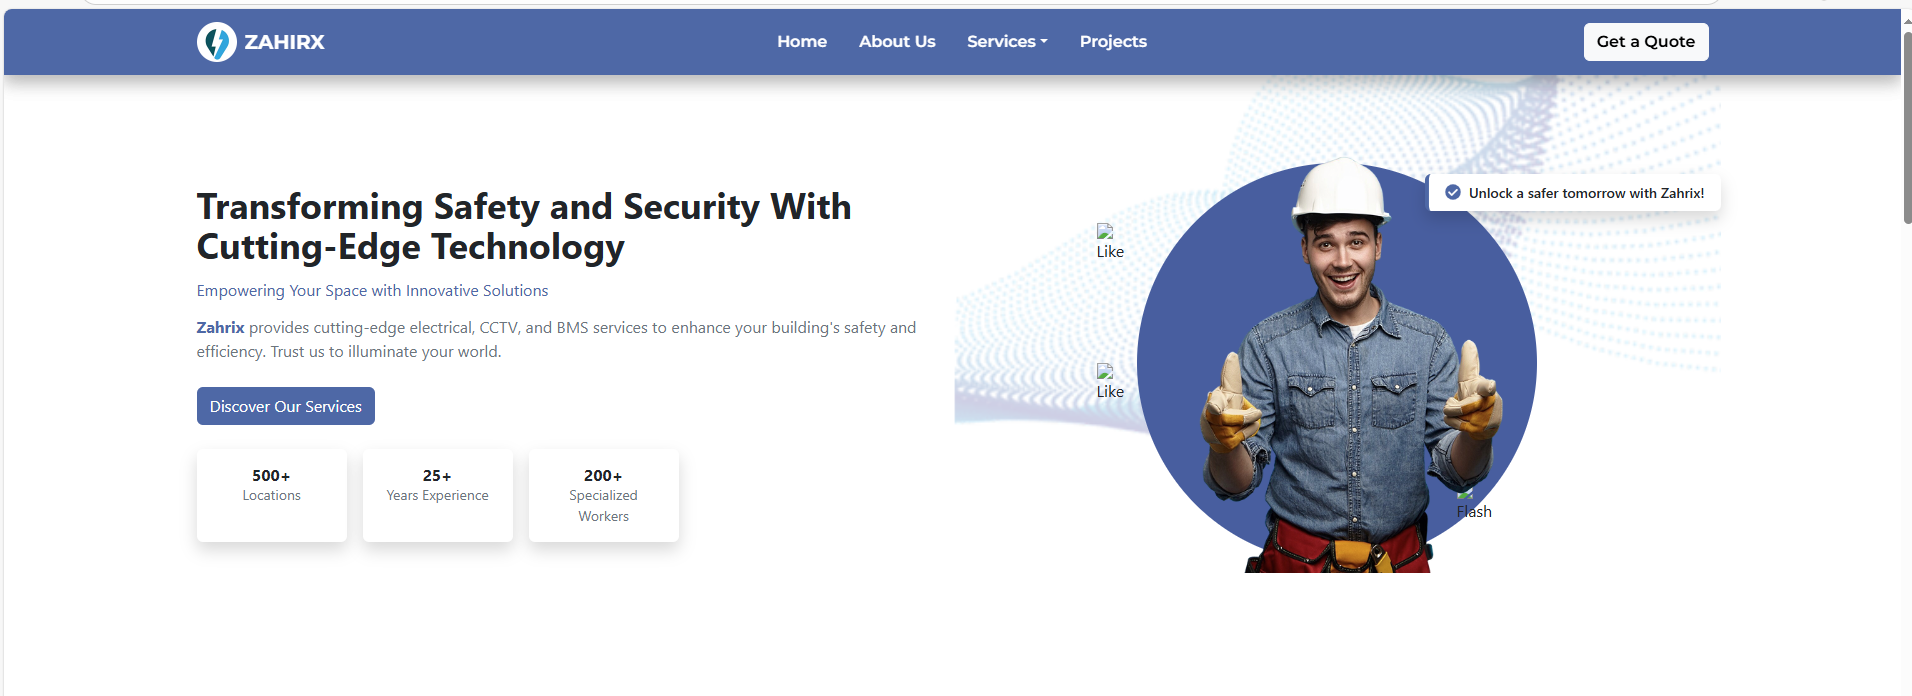 ZAHIRX
Home
About Us
Services
Projects
Get a Quote
Transforming Safety and Security With
Cutting-Edge Technology
Empowering Your Space with Innovative Solutions
Zahrix provides cutting-edge electrical, CCTV, and BMS services to enhance your building's safety and
efficiency. Trust us to illuminate your world.
Discover Our Services
500+
Locations
25+
Years Experience
200+
Specialized
Workers
Unlock a safer tomorrow with Zahrix!
Like
Like
Flash